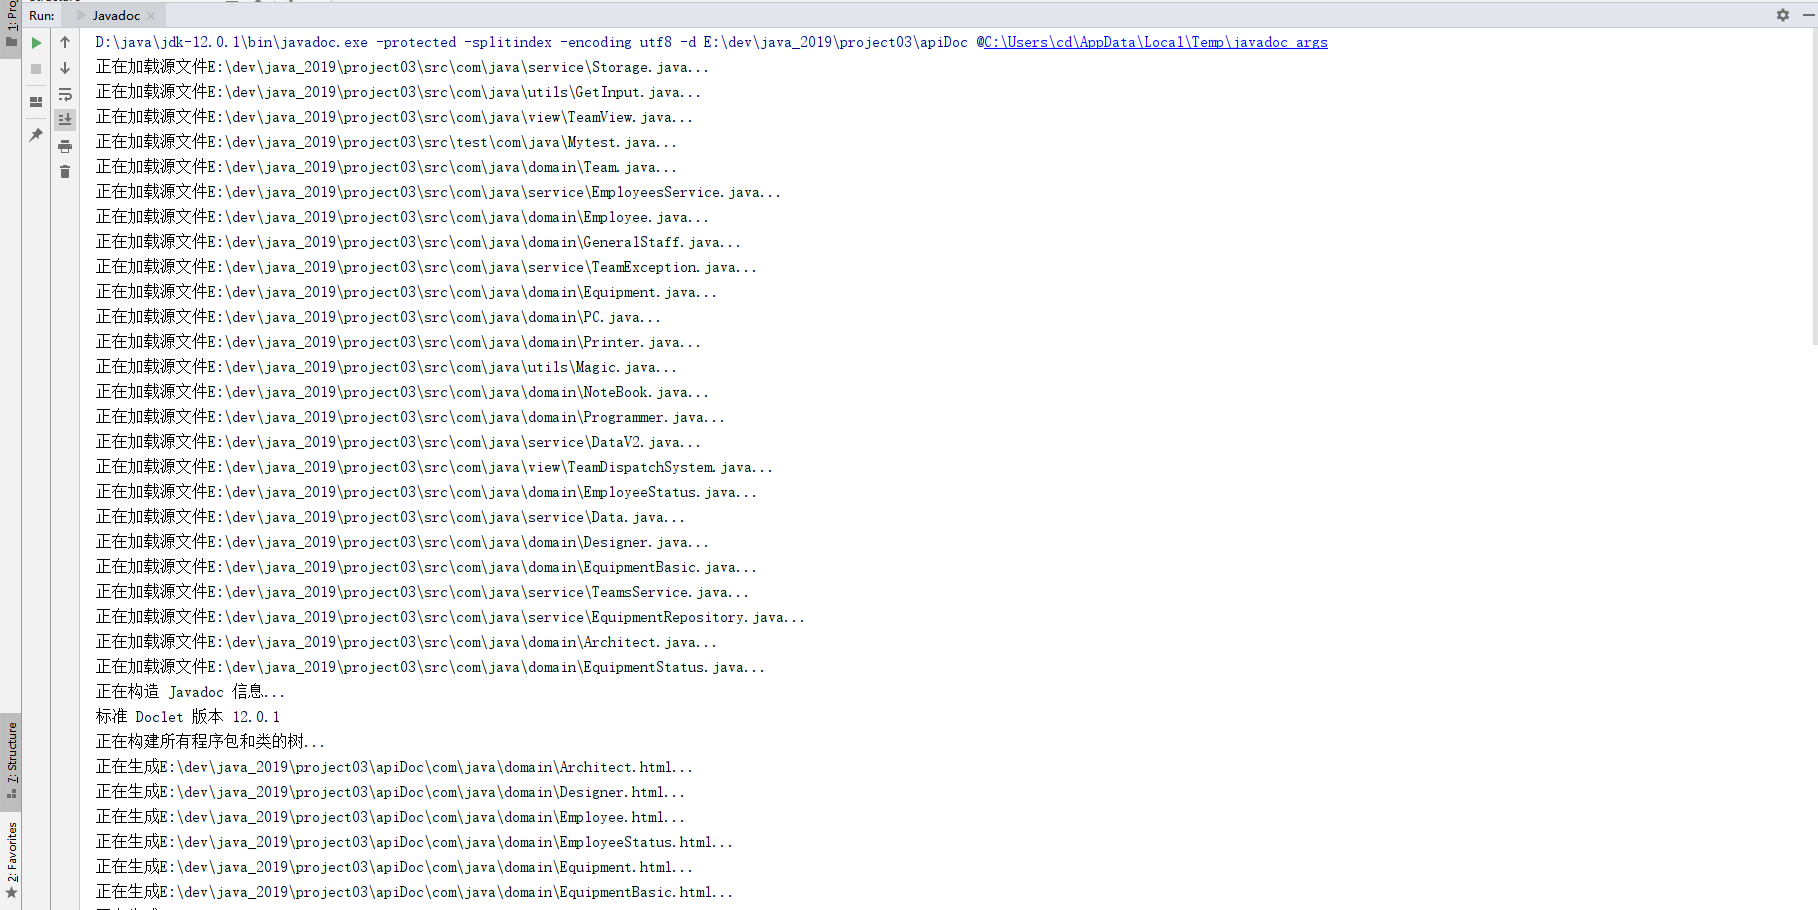 Run:
Javadoc
D:\java\jdk-12.0.1\bin\javadoc.exe -protected -splitindex -encoding utf8 -d E:\dev\java_2019\project03\apiDoc @C:\Users\cd\AppData\Local\Temp\javadoc_args
正在加载源文件E:\dev\java_2019\project03\src\com\java\service\Storage.java...
正在加载源文件E:\dev\java_2019\project03\src\com\java\utils\GetInput.java...
正在加载源文件E:\dev\java_2019\project03\src\com\java\view\TeamView.java...
正在加载源文件E:\dev\java_2019\project03\src\test\com\java\Mytest.java...
正在加载源文件E:\dev\java_2019\project03\src\com\java\domain\Team.java...
正在加载源文件E:\dev\java_2019\project03\src\com\java\service\EmployeesService.java...
正在加载源文件E:\dev\java_2019\project03\src\com\java\domain\Employee.java...
正在加载源文件E:\dev\java_2019\project03\src\com\java\domain\GeneralStaff.java...
正在加载源文件E:\dev\java_2019\project03\src\com\java\service\TeamException.java...
正在加载源文件E:\dev\java_2019\project03\src\com\java\domain\Equipment.java...
正在加载源文件E:\dev\java_2019\project03\src\com\java\domain\PC.java...
正在加载源文件E:\dev\java_2019\project03\src\com\java\domain\Printer.java...
正在加载源文件E:\dev\java_2019\project03\src\com\java\utils\Magic.java...
正在加载源文件E:\dev\java_2019\project03\src\com\java\domain\NoteBook.java...
正在加载源文件E:\dev\java_2019\project03\src\com\java\domain\Programmer.java...
正在加载源文件E:\dev\java_2019\project03\src\com\java\service\DataV2.java...
正在加载源文件E:\dev\java_2019\project03\src\com\java\view\TeamDispatchSystem.java...
正在加载源文件E:\dev\java_2019\project03\src\com\java\domain\EmployeeStatus.java...
正在加载源文件E:\dev\java_2019\project03\src\com\java\service\Data.java...
正在加载源文件E:\dev\java_2019\project03\src\com\java\domain\Designer.java...
正在加载源文件E:\dev\java_2019\project03\src\com\java\domain\EquipmentBasic.java...
正在加载源文件E:\dev\java_2019\project03\src\com\java\service\TeamsService.java...
正在加载源文件E:\dev\java_2019\project03\src\com\java\service\EquipmentRepository.java...
正在加载源文件E:\dev\java_2019\project03\src\com\java\domain\Architect.java...
正在加载源文件E:\dev\java_2019\project03\src\com\java\domain\EquipmentStatus.java...
正在构造 Javadoc 信息...
标准 Doclet 版本 12.0.1
正在构建所有程序包和类的树...
正在生成E:\dev\java_2019\project03\apiDoc\com\java\domain\Architect.html...
正在生成E:\dev\java_2019\project03\apiDoc\com\java\domain\Designer.html...
正在生成E:\dev\java_2019\project03\apiDoc\com\java\domain\Employee.html...
正在生成E:\dev\java_2019\project03\apiDoc\com\java\domain\EmployeeStatus.html...
正在生成E:\dev\java_2019\project03\apiDoc\com\java\domain\Equipment.html...
正在生成E:\dev\java_2019\project03\apiDoc\com\java\domain\EquipmentBasic.html...
7: Structure
2: Favorites